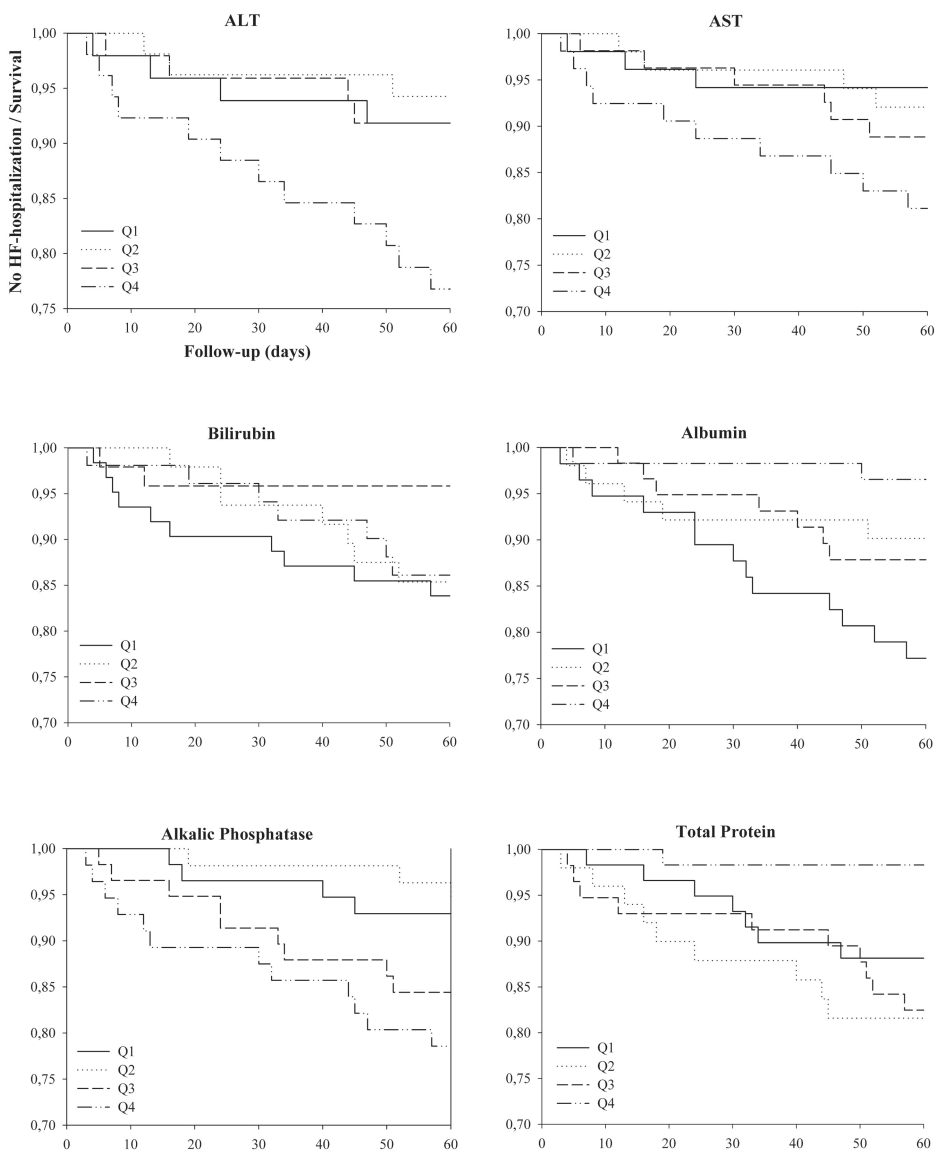 ALT
No HF-hospitalization / Survival
1,00
0,95
0,90
0,85
0,80
0,75
Q1
Q2
Q3
Q4
0 10 20 30 40 50 60
Follow-up (days)
AST
1,00
0,95
0,90
0,85
0,80
0,75
0,70
Q1
Q2
Q3
Q4
0 10 20 30 40 50 60
Bilirubin
1,00
0,95
0,90
0,85
0,80
0,75
0,70
Q1
Q2
Q3
Q4
0 10 20 30 40 50 60
Albumin
1,00
0,95
0,90
0,85
0,80
0,75
0,70
Q1
Q2
Q3
Q4
0 10 20 30 40 50 60
Alkalic Phosphatase
1,00
0,95
0,90
0,85
0,80
0,75
0,70
Q1
Q2
Q3
Q4
0 10 20 30 40 50 60
Total Protein
1,00
0,95
0,90
0,85
0,80
0,75
0,70
Q1
Q2
Q3
Q4
0 10 20 30 40 50 60